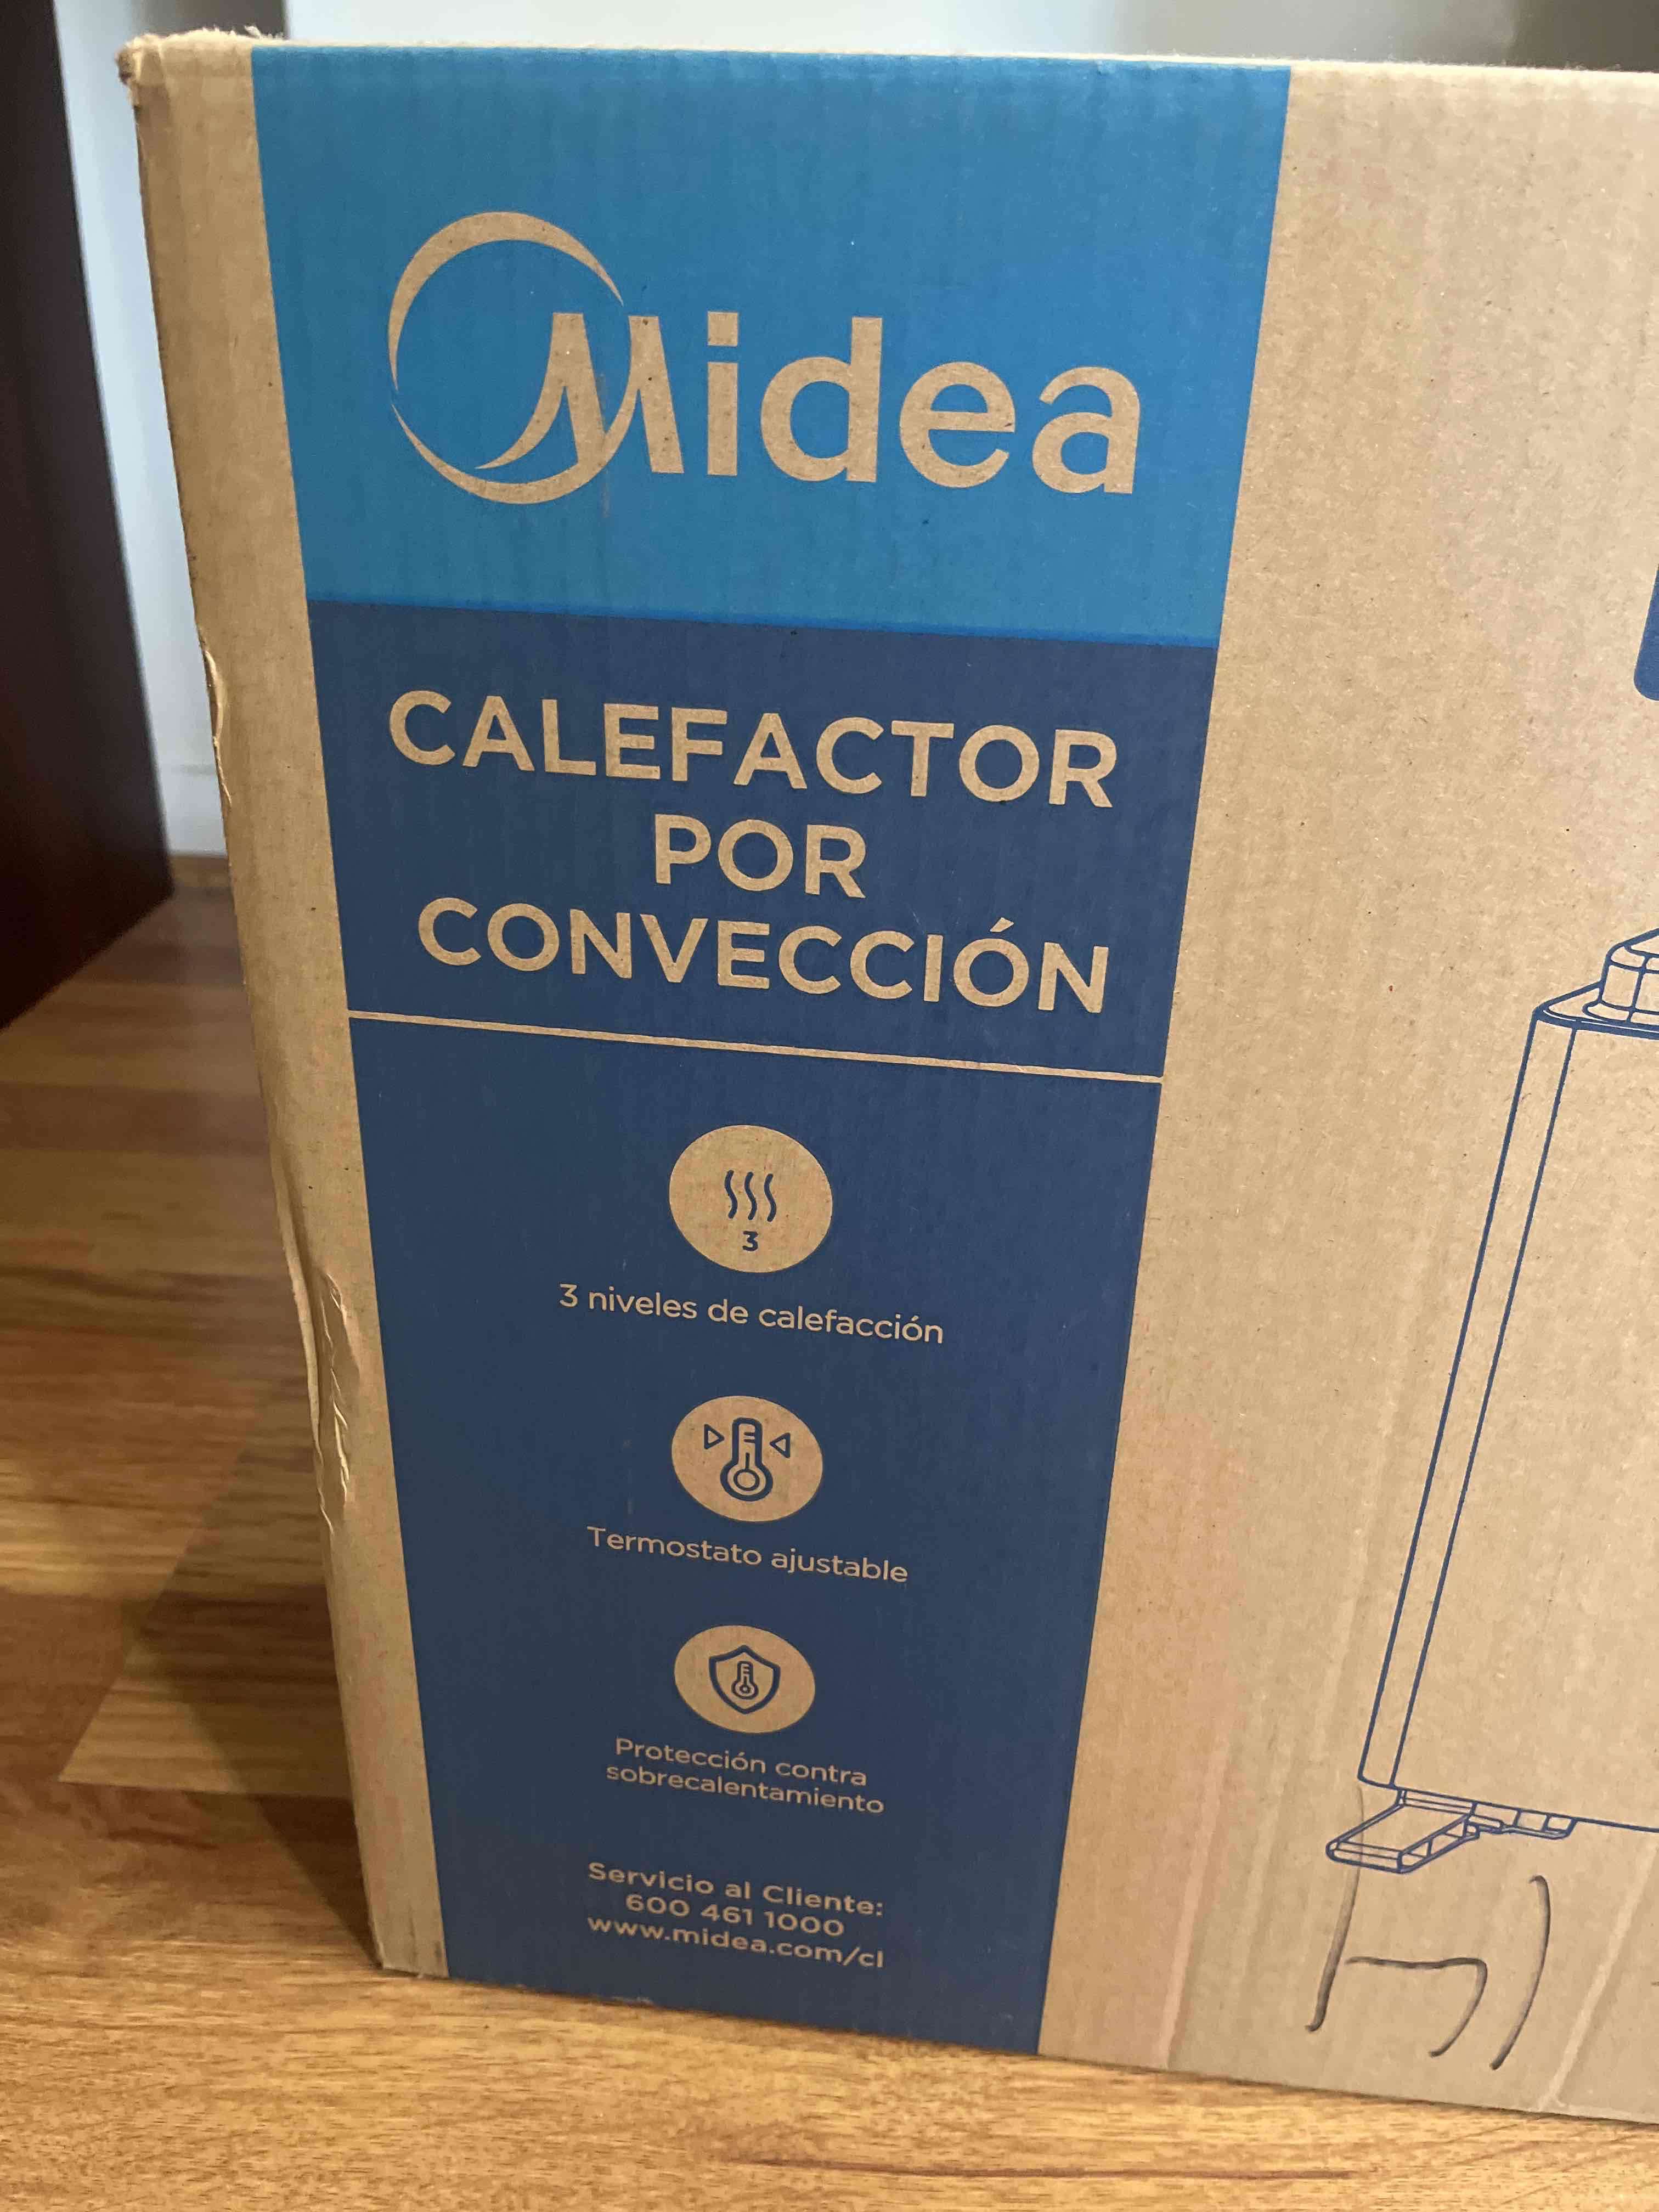 Midea
CALEFACTOR
POR
CONVECCIÓN
3
3 niveles de calefacción
Termostato ajustable
Protección contra
sobrecalentamiento
Servicio al Cliente:
600 461 1000
www.midea.com/cl